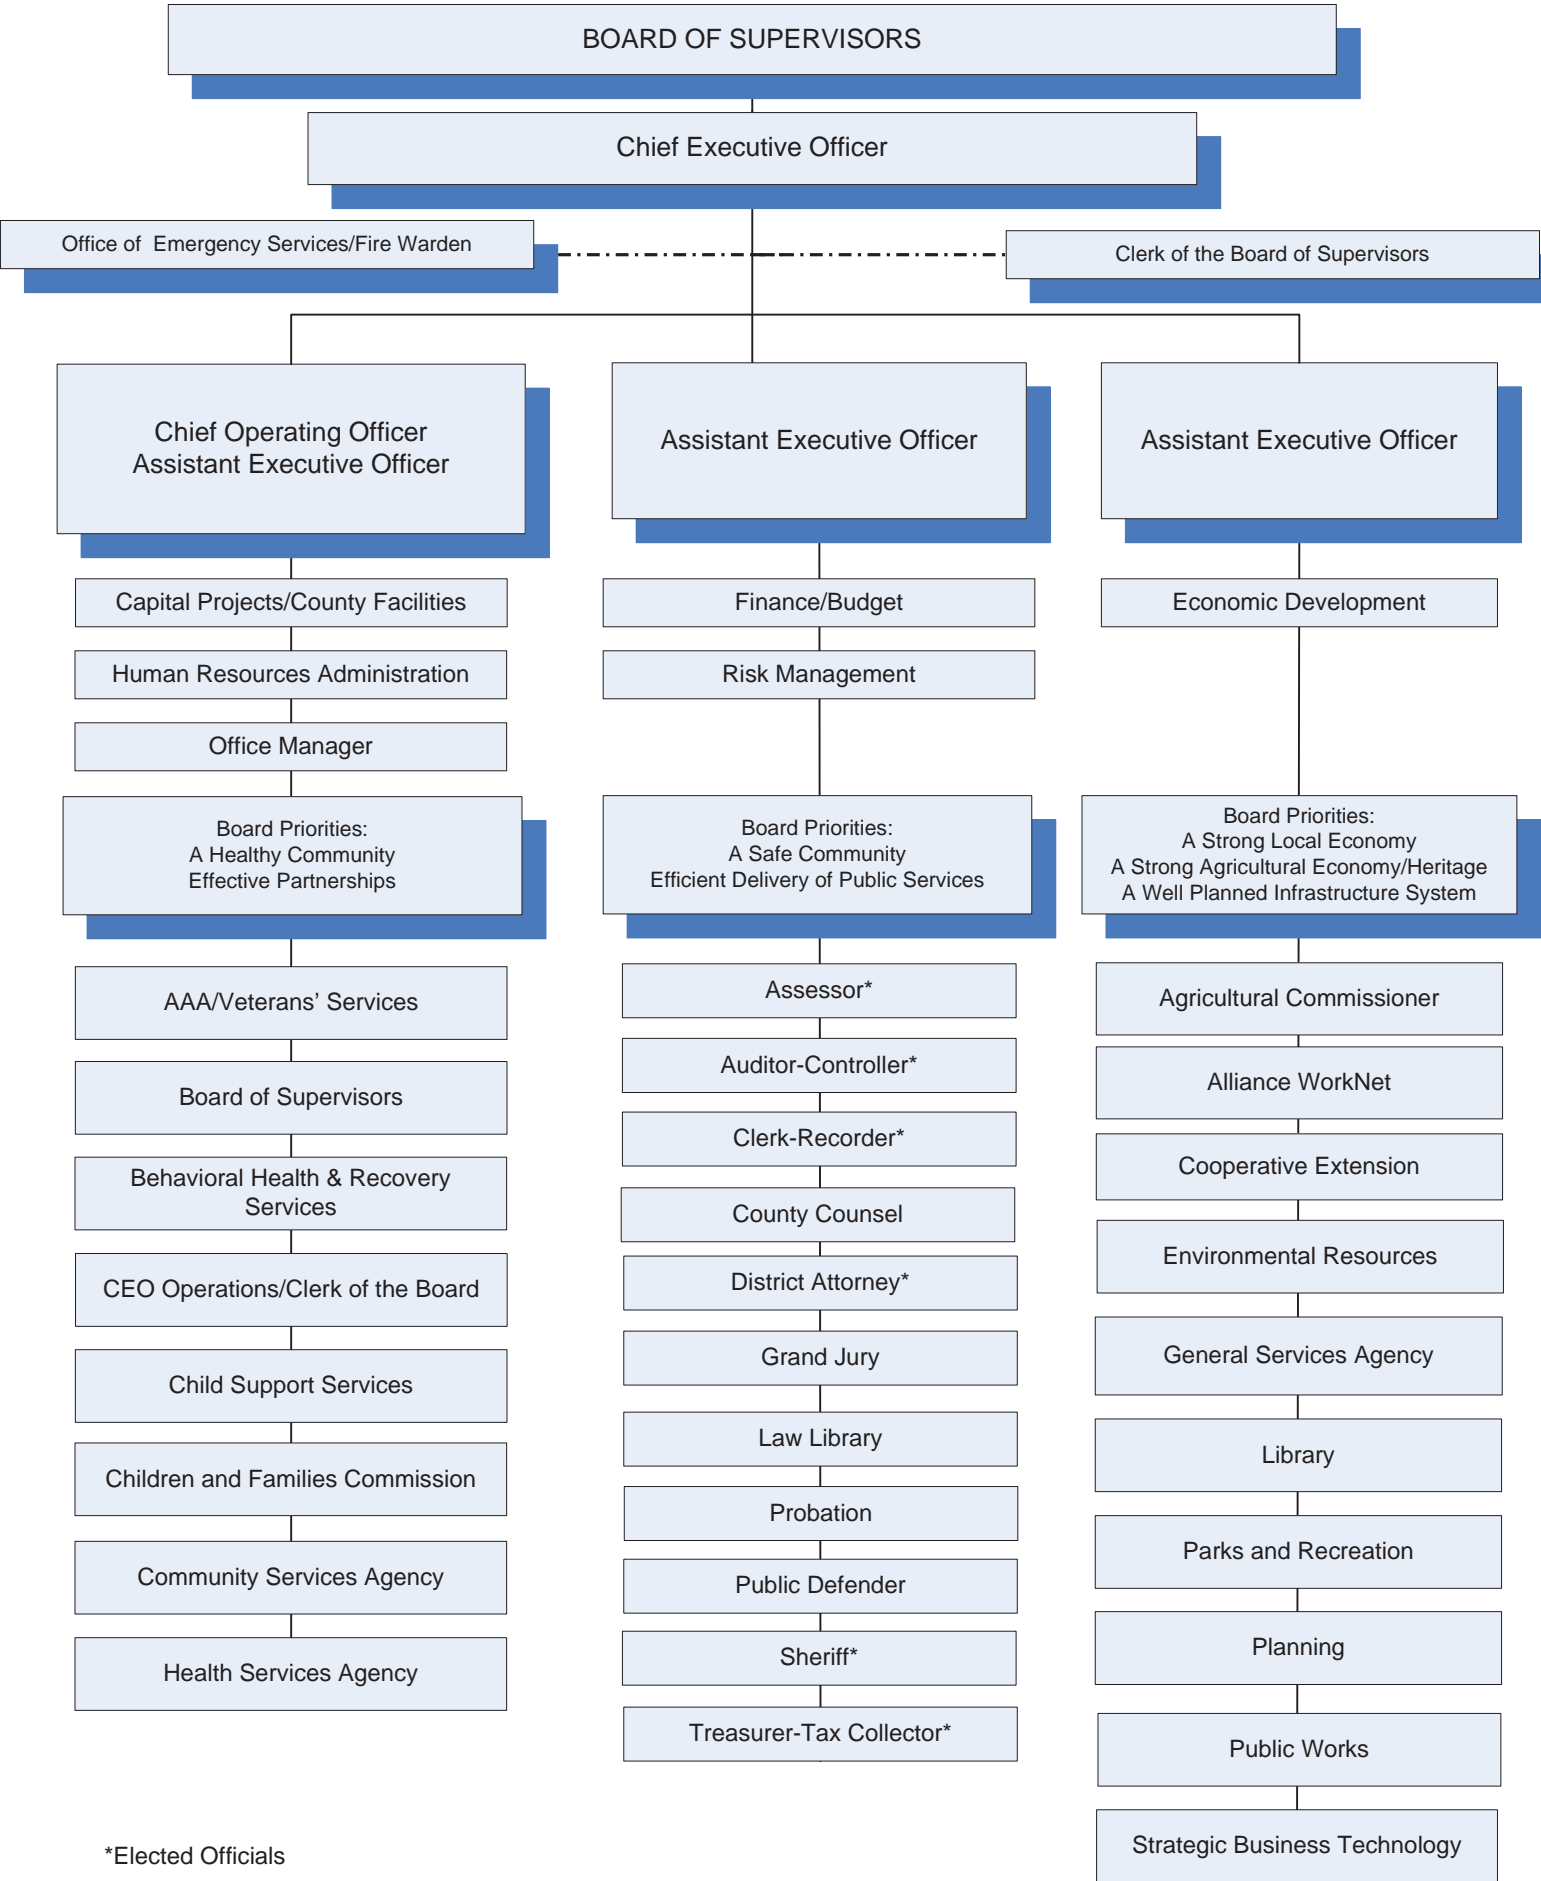 BOARD OF SUPERVISORS
Chief Executive Officer
Office of  Emergency Services/Fire Warden
Clerk of the Board of Supervisors
Chief Operating Officer
Assistant Executive Officer
Capital Projects/County Facilities
Human Resources Administration
Office Manager
Board Priorities:
A Healthy Community
Effective Partnerships
AAA/Veterans’ Services
Board of Supervisors
Behavioral Health & Recovery
Services
CEO Operations/Clerk of the Board
Child Support Services
Children and Families Commission
Community Services Agency
Health Services Agency
Assistant Executive Officer
Finance/Budget
Risk Management
Board Priorities:
A Safe Community
Efficient Delivery of Public Services
Assessor*
Auditor-Controller*
Clerk-Recorder*
County Counsel
District Attorney*
Grand Jury
Law Library
Probation
Public Defender
Sheriff*
Treasurer-Tax Collector*
Assistant Executive Officer
Economic Development
Board Priorities:
A Strong Local Economy
A Strong Agricultural Economy/Heritage
A Well Planned Infrastructure System
Agricultural Commissioner
Alliance WorkNet
Cooperative Extension
Environmental Resources
General Services Agency
Library
Parks and Recreation
Planning
Public Works
Strategic Business Technology
*Elected Officials